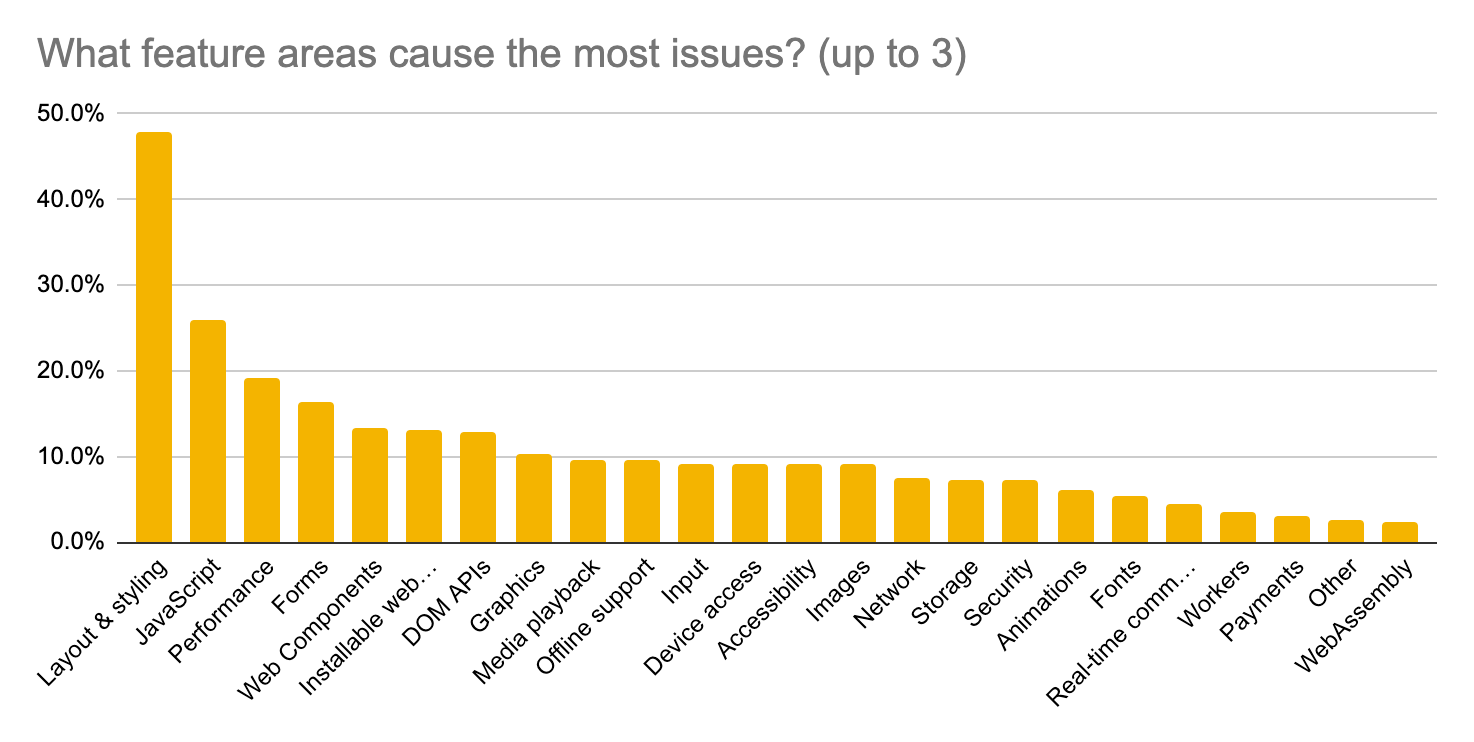 What feature areas cause the most issues? (up to 3)
50.0%
40.0%
30.0%
20.0%
10.0%
0.0%
Layout & styling
JavaScript
Performance
Forms
Web Components
Installable web…
DOM APIs
Graphics
Media playback
Offline support
Input
Device access
Accessibility
Images
Network
Storage
Security
Animations
Fonts
Real-time comm…
Workers
Payments
Other
WebAssembly